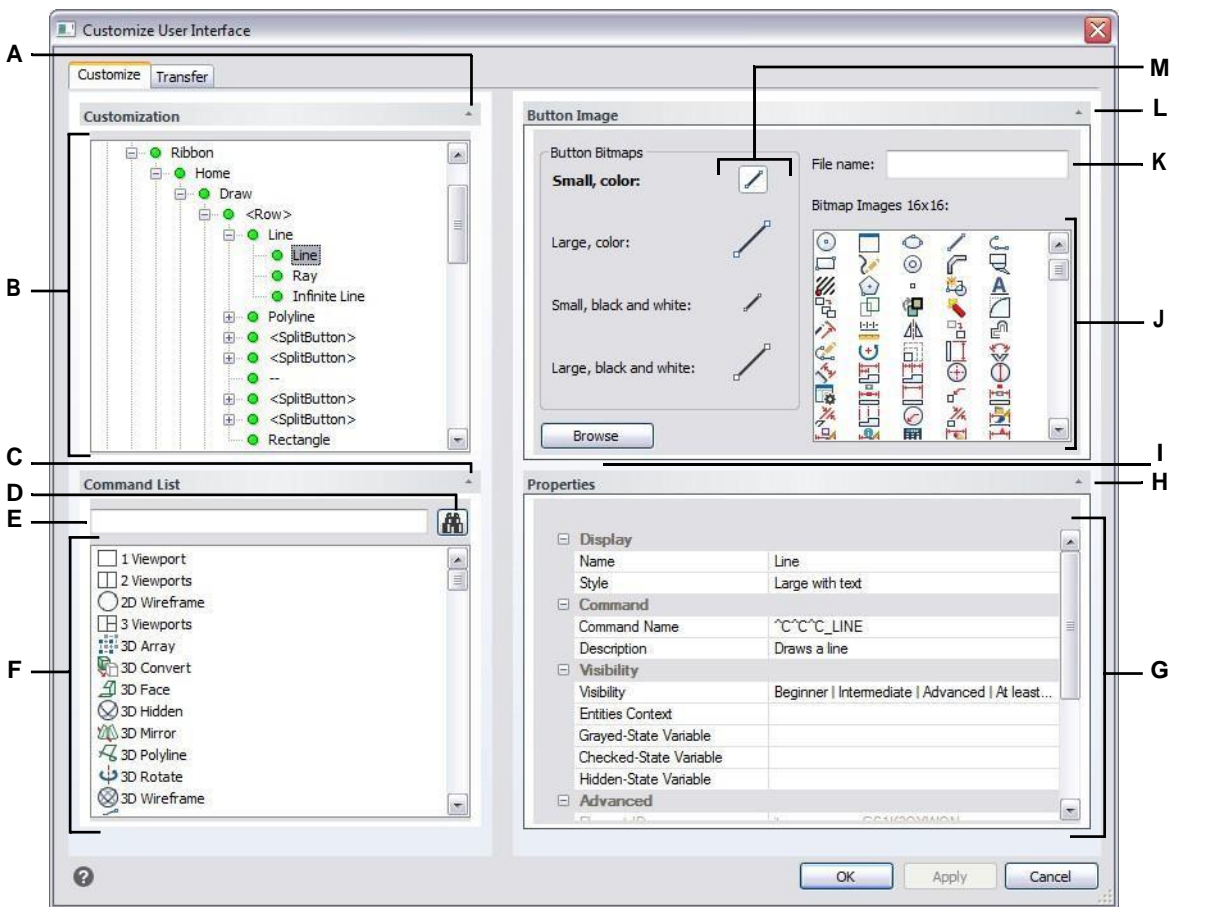 Customize User Interface
A
M
Customize Transfer
Customization
Button Image
L
Ribbon
Home
Draw
<Row>
Line
Line
Ray
Infinite Line
Polyline
<SplitButton>
<SplitButton>
--
<SplitButton>
<SplitButton>
Rectangle
B
Button Bitmaps
Small, color:
Large, color:
Small, black and white:
Large, black and white:
Browse
File name:
K
Bitmap Images 16x16:
J
I
C
Command List
D
E
1 Viewport
2 Viewports
2D Wireframe
3 Viewports
3D Array
3D Convert
3D Face
3D Hidden
3D Mirror
3D Polyline
3D Rotate
3D Wireframe
F
Properties
H
Display
Name Line
Style Large with text
Command
Command Name ^C^C^C_LINE
Description Draws a line
Visibility
Visibility Beginner | Intermediate | Advanced | At least...
Entities Context
Grayed-State Variable
Checked-State Variable
Hidden-State Variable
Advanced
G
OK Apply Cancel